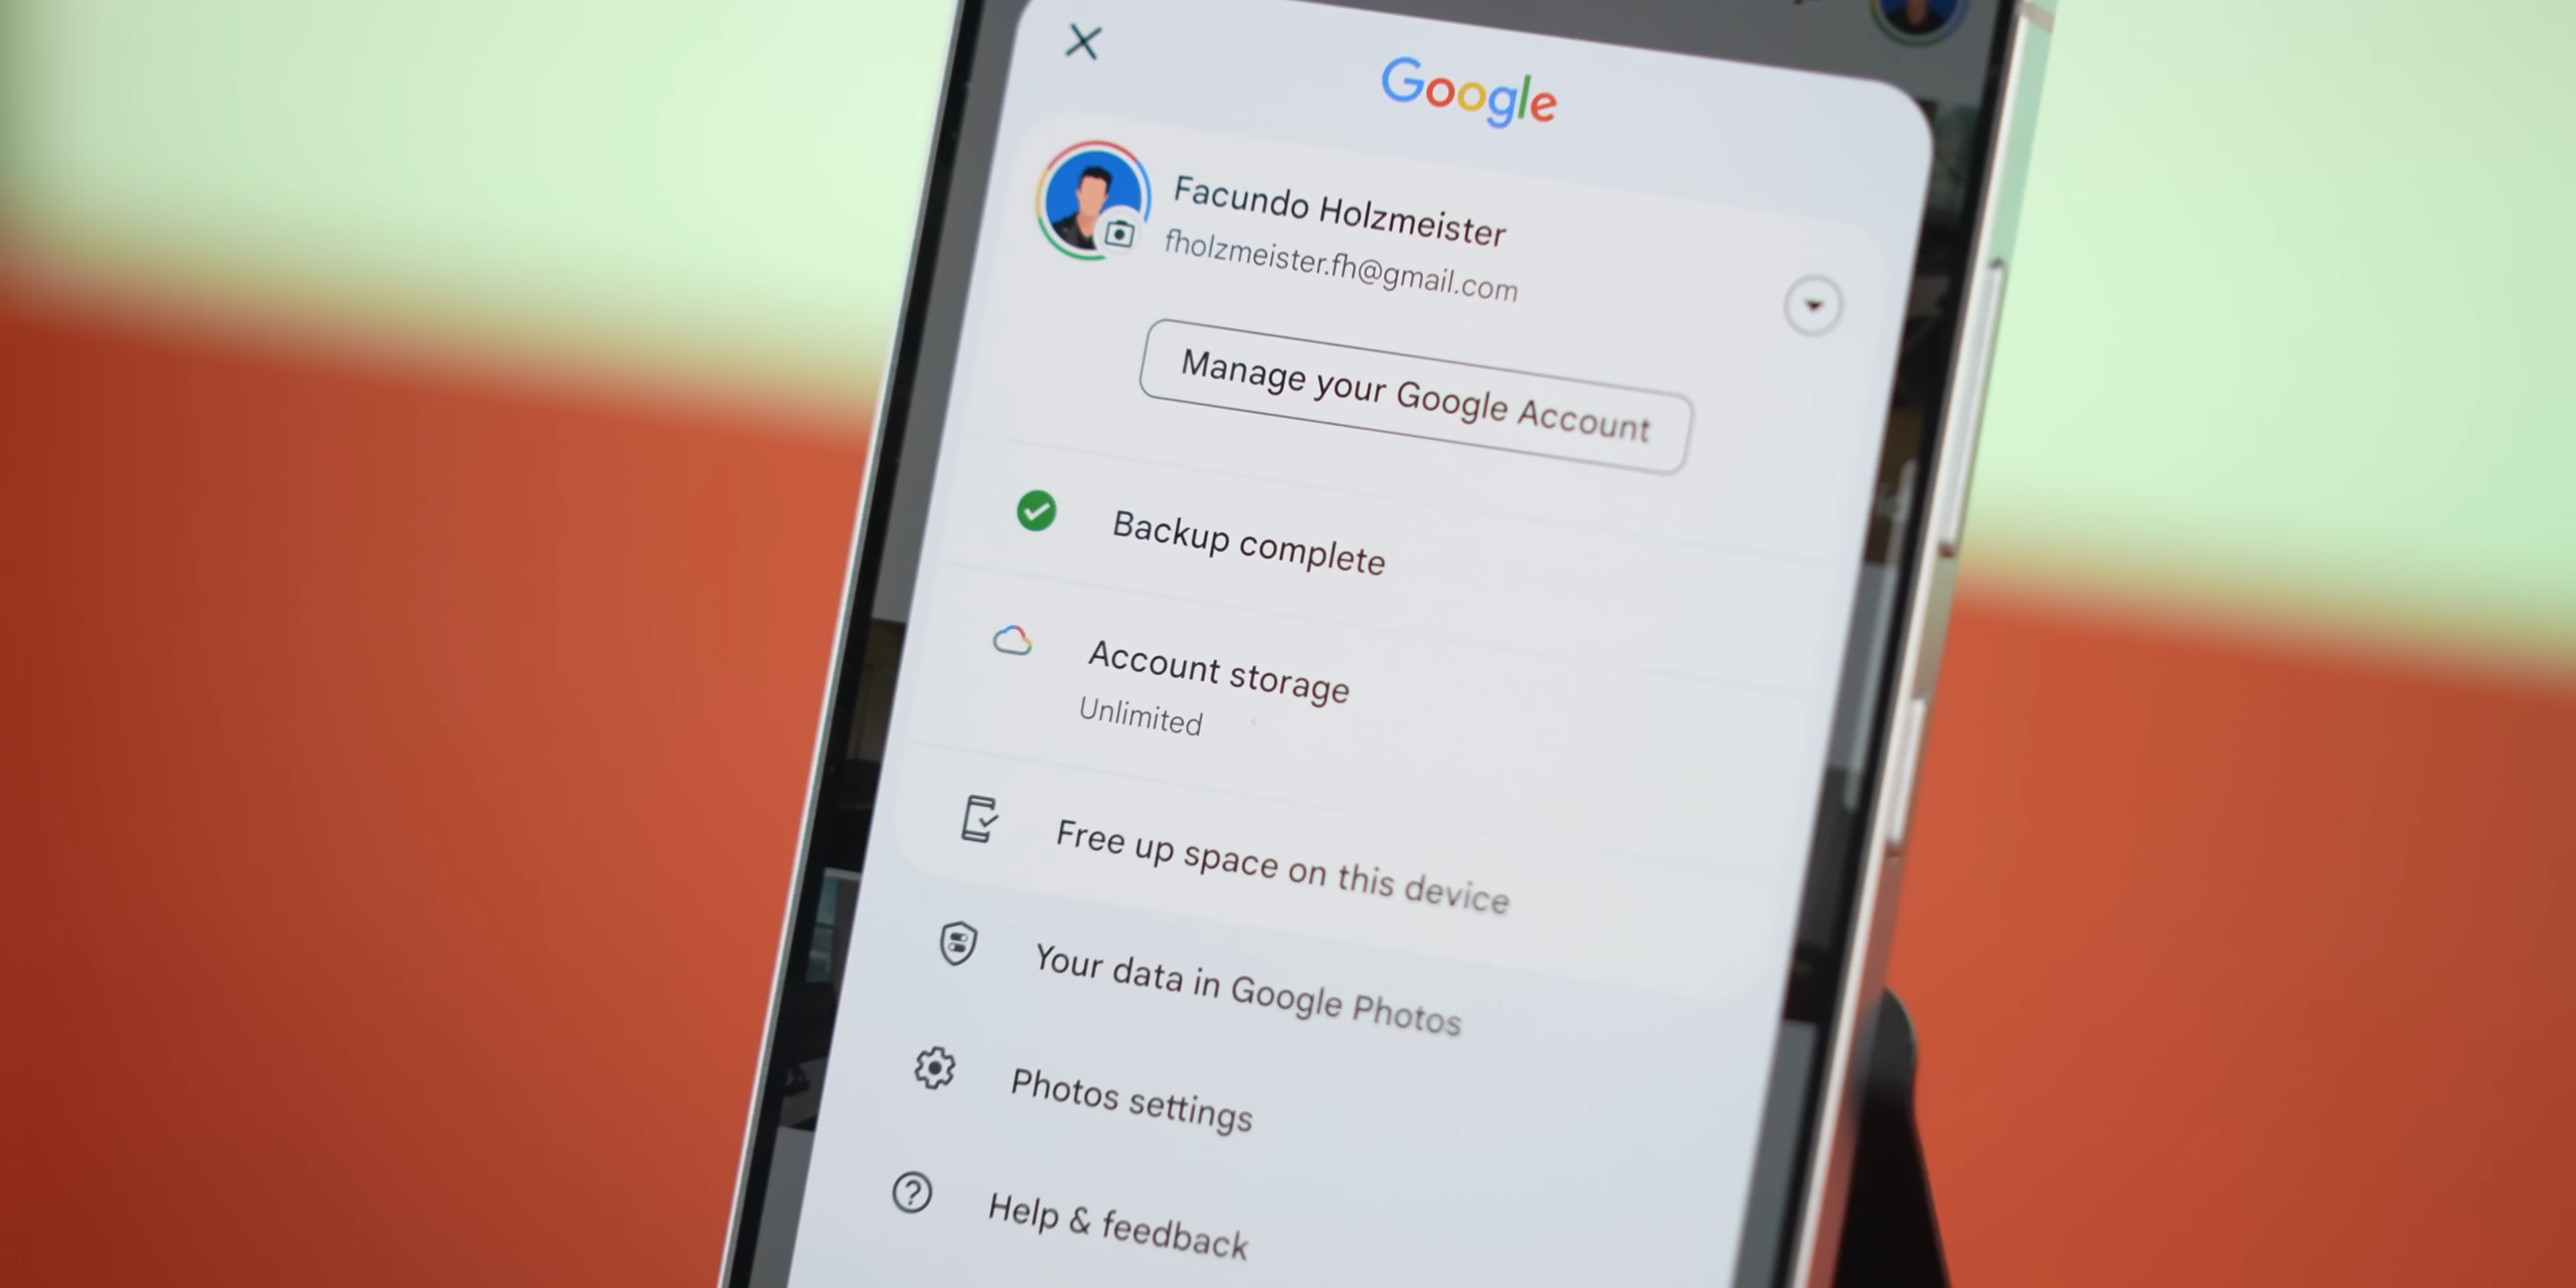 Google
Facundo Holzmeister
fholzmeister.fh@gmail.com
Manage your Google Account
Backup complete
Account storage
Unlimited
Free up space on this device
Your data in Google Photos
Photos settings
Help & feedback